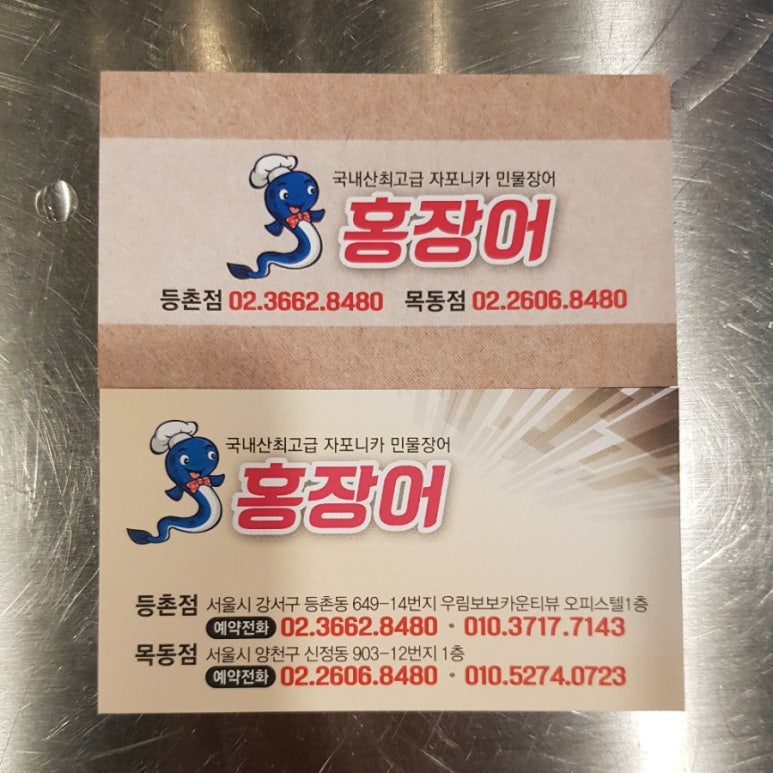 국내산최고급 자포니카 민물장어
홍장어
등촌점 02.3662.8480 목동점 02.2606.8480
국내산최고급 자포니카 민물장어
홍장어
등촌점 서울시 강서구 등촌동 649-14번지 우림보보카운티뷰 오피스텔1층
예약전화 02.3662.8480 · 010.3717.7143
목동점 서울시 양천구 신정동 903-12번지 1층
예약전화 02.2606.8480 · 010.5274.0723